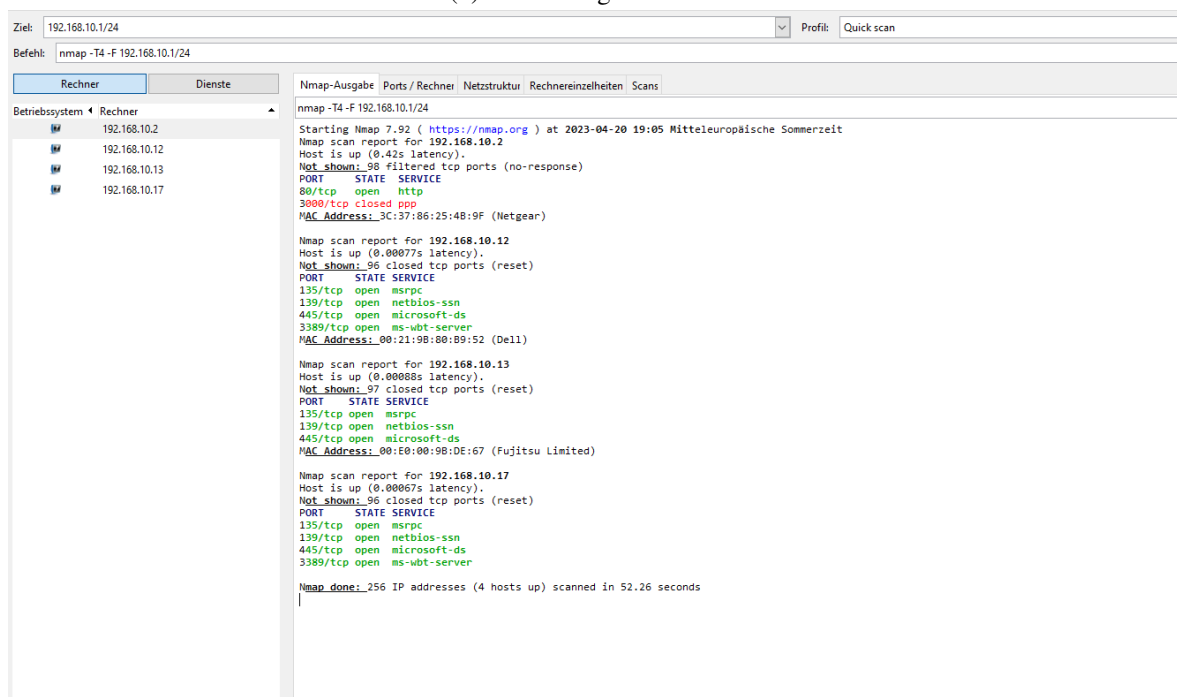 Ziel: 192.168.10.1/24 Profil: Quick scan
Befehl: nmap -T4 -F 192.168.10.1/24
Rechner Dienste
Betriebssystem Rechner
192.168.10.2
192.168.10.12
192.168.10.13
192.168.10.17
Nmap-Ausgabe Ports / Rechner Netzstruktur Rechnereinzelheiten Scans
nmap -T4 -F 192.168.10.1/24
Starting Nmap 7.92 ( https://nmap.org ) at 2023-04-20 19:05 Mitteleuropäische Sommerzeit
Nmap scan report for 192.168.10.2
Host is up (0.42s latency).
Not shown: 98 filtered tcp ports (no-response)
PORT STATE SERVICE
80/tcp open http
3000/tcp closed ppp
MAC Address: 3C:37:86:25:4B:9F (Netgear)
Nmap scan report for 192.168.10.12
Host is up (0.00077s latency).
Not shown: 96 closed tcp ports (reset)
PORT STATE SERVICE
135/tcp open msrpc
139/tcp open netbios-ssn
445/tcp open microsoft-ds
3389/tcp open ms-wbt-server
MAC Address: 00:21:9B:80:B9:52 (Dell)
Nmap scan report for 192.168.10.13
Host is up (0.00088s latency).
Not shown: 97 closed tcp ports (reset)
PORT STATE SERVICE
135/tcp open msrpc
139/tcp open netbios-ssn
445/tcp open microsoft-ds
MAC Address: 00:E0:00:9B:DE:67 (Fujitsu Limited)
Nmap scan report for 192.168.10.17
Host is up (0.00067s latency).
Not shown: 96 closed tcp ports (reset)
PORT STATE SERVICE
135/tcp open msrpc
139/tcp open netbios-ssn
445/tcp open microsoft-ds
3389/tcp open ms-wbt-server
Nmap done: 256 IP addresses (4 hosts up) scanned in 52.26 seconds